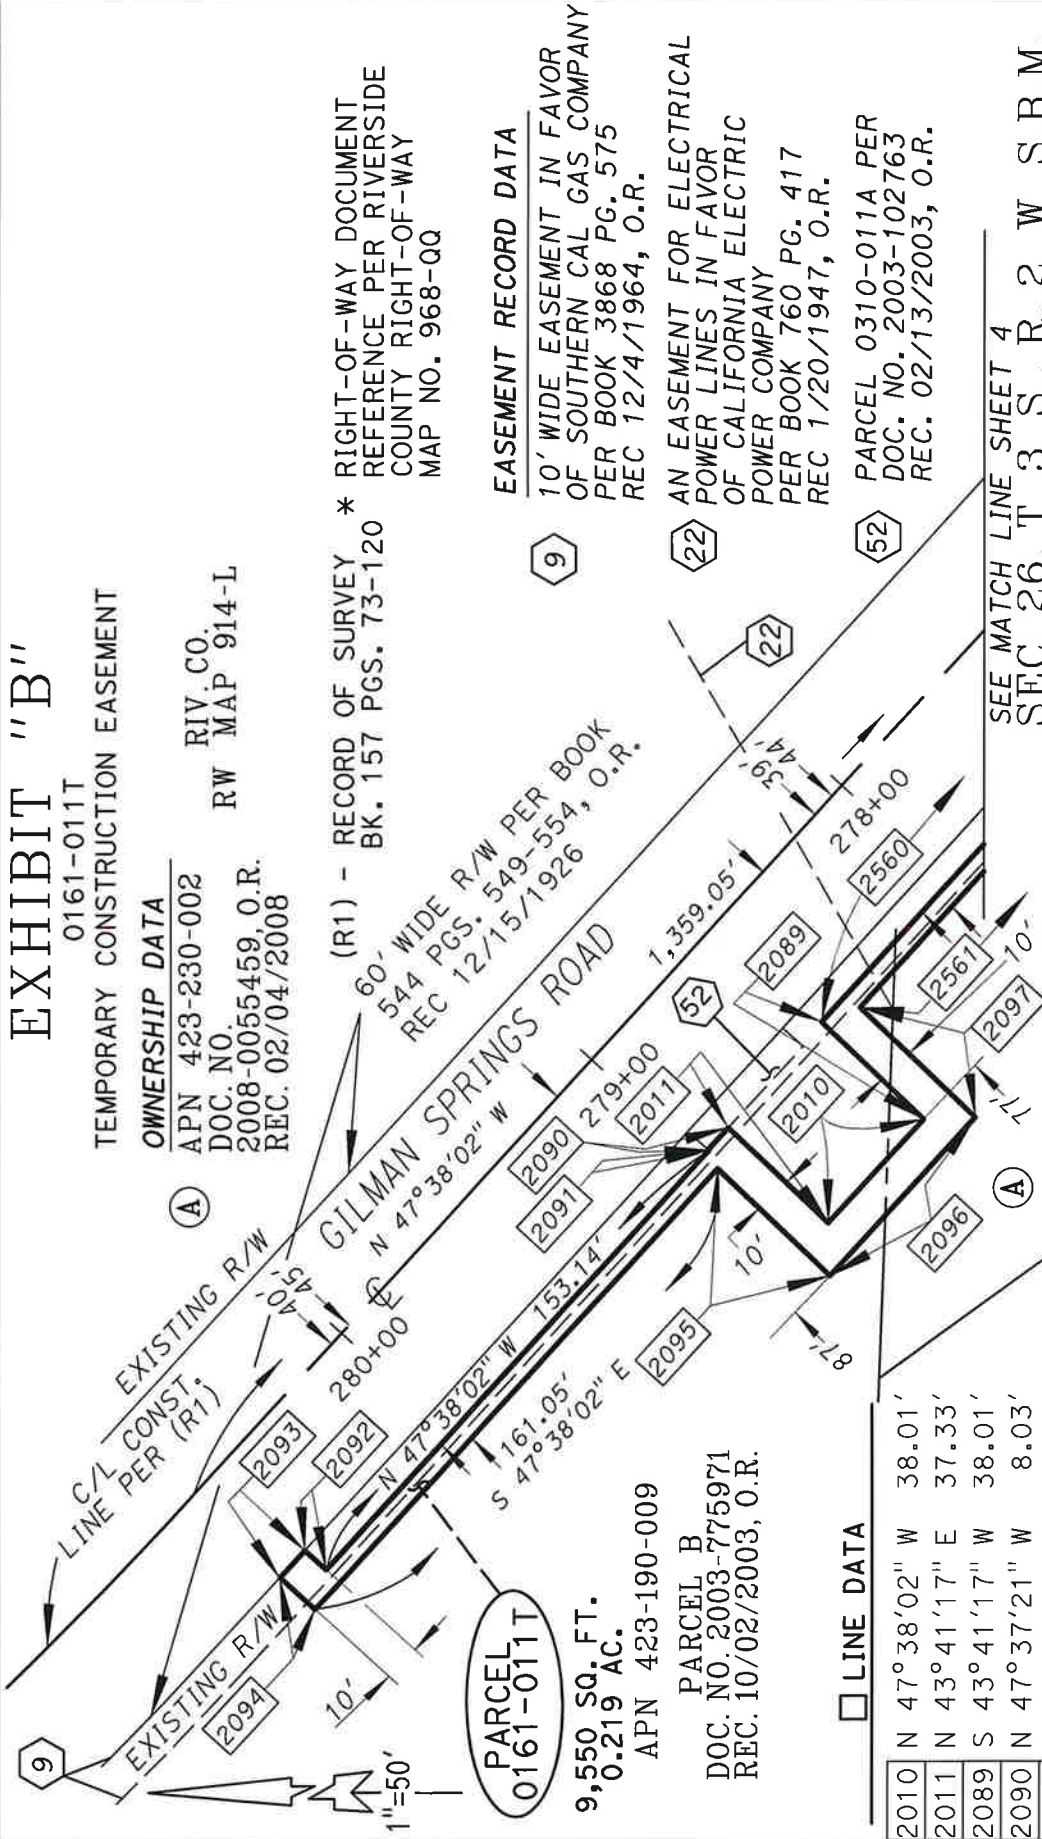 EXHIBIT "B"
0161-011T
TEMPORARY CONSTRUCTION EASEMENT
OWNERSHIP DATA
A
APN 423-230-002
DOC. NO.
2008-0055459, O.R.
REC. 02/04/2008
RIV. CO.
RW MAP 914-L
(R1) - RECORD OF SURVEY
BK. 157 PGS. 73-120
* RIGHT-OF-WAY DOCUMENT
REFERENCE PER RIVERSIDE
COUNTY RIGHT-OF-WAY
MAP NO. 968-QQ
EASEMENT RECORD DATA
9
10' WIDE EASEMENT IN FAVOR
OF SOUTHERN CAL GAS COMPANY
PER BOOK 3868 PG. 575
REC 12/4/1964, O.R.
22
AN EASEMENT FOR ELECTRICAL
POWER LINES IN FAVOR
OF CALIFORNIA ELECTRIC
POWER COMPANY
PER BOOK 760 PG. 417
REC 1/20/1947, O.R.
52
PARCEL 0310-011A PER
DOC. NO. 2003-102763
REC. 02/13/2003, O.R.
60' WIDE R/W PER BOOK
544 PGS. 549-554, O.R.
REC 12/15/1926
EXISTING R/W
C/L CONST.
LINE PER (R1)
GILMAN SPRINGS ROAD
N 47°38'02" W
1,359.05'
40'
45'
280+00
279+00
278+00
39'
44'
22
9
EXISTING R/W
2094
2093
2092
N 47°38'02" W 153.14'
161.05'
S 47°38'02" E
10'
2091
2090
2011
52
2010
2089
2560
2561
2097
10'
77'
2096
2095
10'
87'
A
1"=50'
PARCEL
0161-011T
9,550 SQ. FT.
0.219 AC.
APN 423-190-009
PARCEL B
DOC. NO. 2003-775971
REC. 10/02/2003, O.R.
LINE DATA
2010 N 47°38'02" W 38.01'
2011 N 43°41'17" E 37.33'
2089 S 43°41'17" W 38.01'
2090 N 47°37'21" W 8.03'
SEE MATCH LINE SHEET 4
SEC 26 T 3 S R 2 W S B M